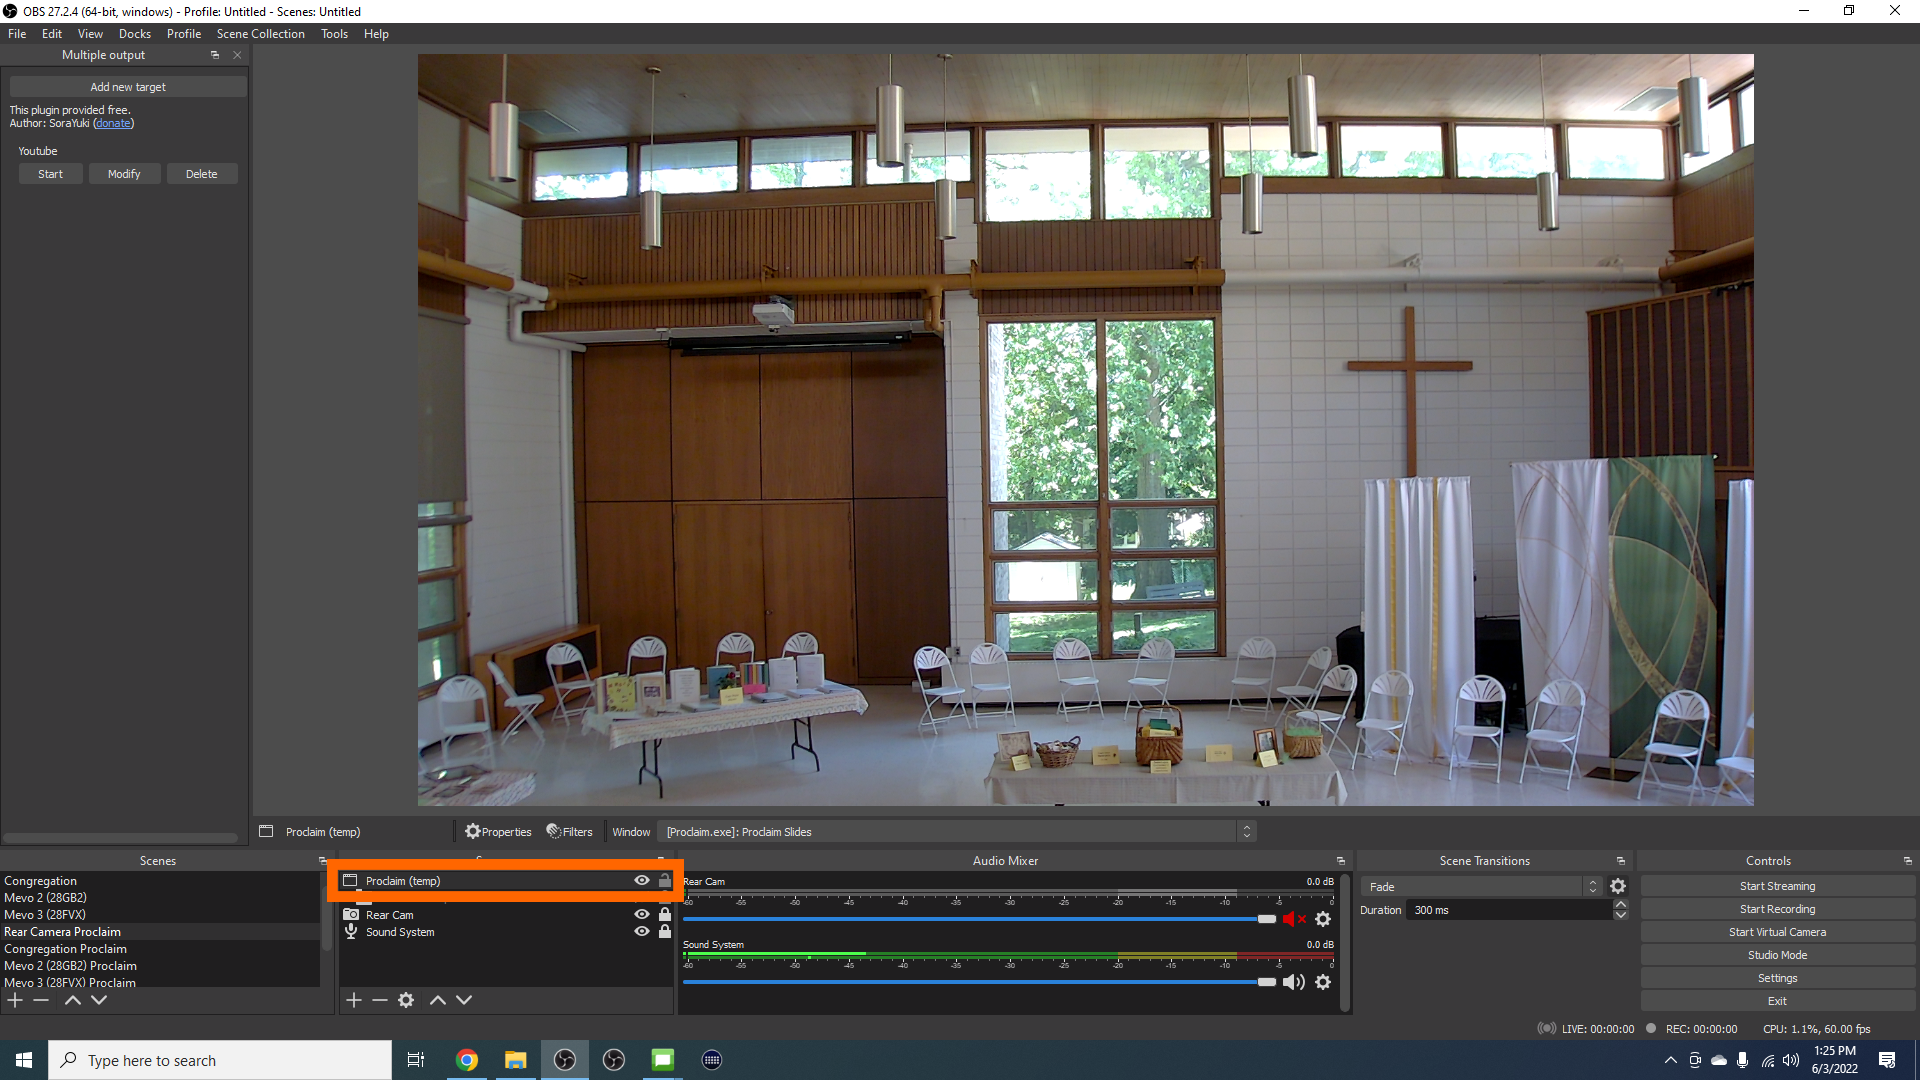 OBS 27.2.4 (64-bit, windows) - Profile: Untitled - Scenes: Untitled
File Edit View Docks Profile Scene Collection Tools Help
Multiple output
Add new target
This plugin provided free.
Author: SoraYuki (donate)
Youtube
Start Modify Delete
Proclaim (temp) Properties Filters Window [Proclaim.exe]: Proclaim Slides
Scenes
Congregation
Mevo 2 (28GB2)
Mevo 3 (28FVX)
Rear Camera Proclaim
Congregation Proclaim
Mevo 2 (28GB2) Proclaim
Mevo 3 (28FVX) Proclaim
Proclaim (temp)
Rear Cam
Sound System
Audio Mixer
Rear Cam 0.0 dB
-60 -55 -50 -45 -40 -35 -30 -25 -20 -15 -10 -5 0
Sound System 0.0 dB
-60 -55 -50 -45 -40 -35 -30 -25 -20 -15 -10 -5 0
Scene Transitions
Fade
Duration 300 ms
Controls
Start Streaming
Start Recording
Start Virtual Camera
Studio Mode
Settings
Exit
LIVE: 00:00:00 REC: 00:00:00 CPU: 1.1%, 60.00 fps
Type here to search
1:25 PM
6/3/2022